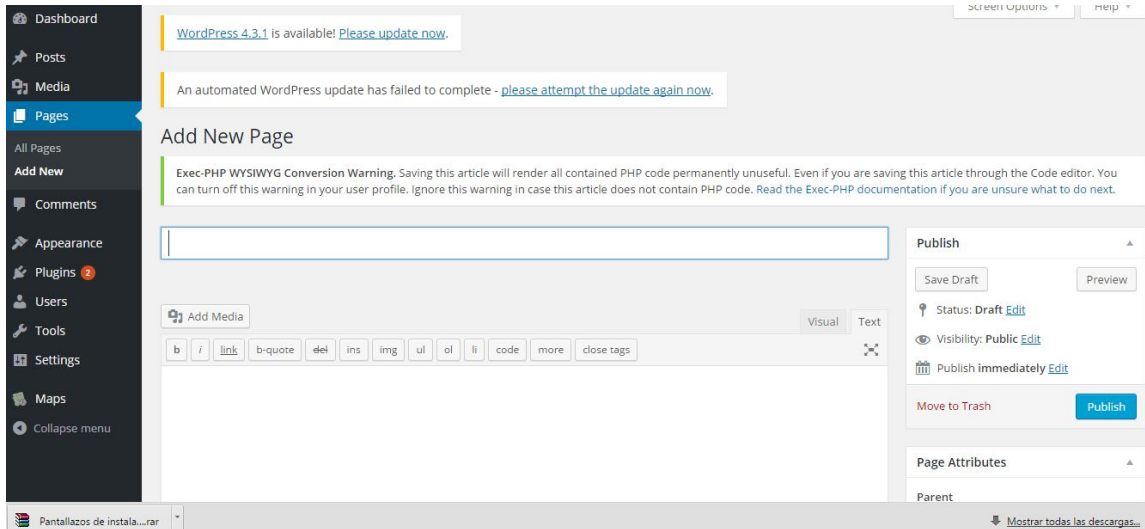 Dashboard
Posts
Media
Pages
All Pages
Add New
Comments
Appearance
Plugins 2
Users
Tools
Settings
Maps
Collapse menu
Screen Options
Help
WordPress 4.3.1 is available! Please update now.
An automated WordPress update has failed to complete - please attempt the update again now.
Add New Page
Exec-PHP WYSIWYG Conversion Warning. Saving this article will render all contained PHP code permanently unuseful. Even if you are saving this article through the Code editor. You
can turn off this warning in your user profile. Ignore this warning in case this article does not contain PHP code. Read the Exec-PHP documentation if you are unsure what to do next.
Add Media
Visual Text
b i link b-quote del ins img ul ol li code more close tags
Publish
Save Draft Preview
Status: Draft Edit
Visibility: Public Edit
Publish immediately Edit
Move to Trash Publish
Page Attributes
Parent
Pantallazos de instala....rar
Mostrar todas las descargas...